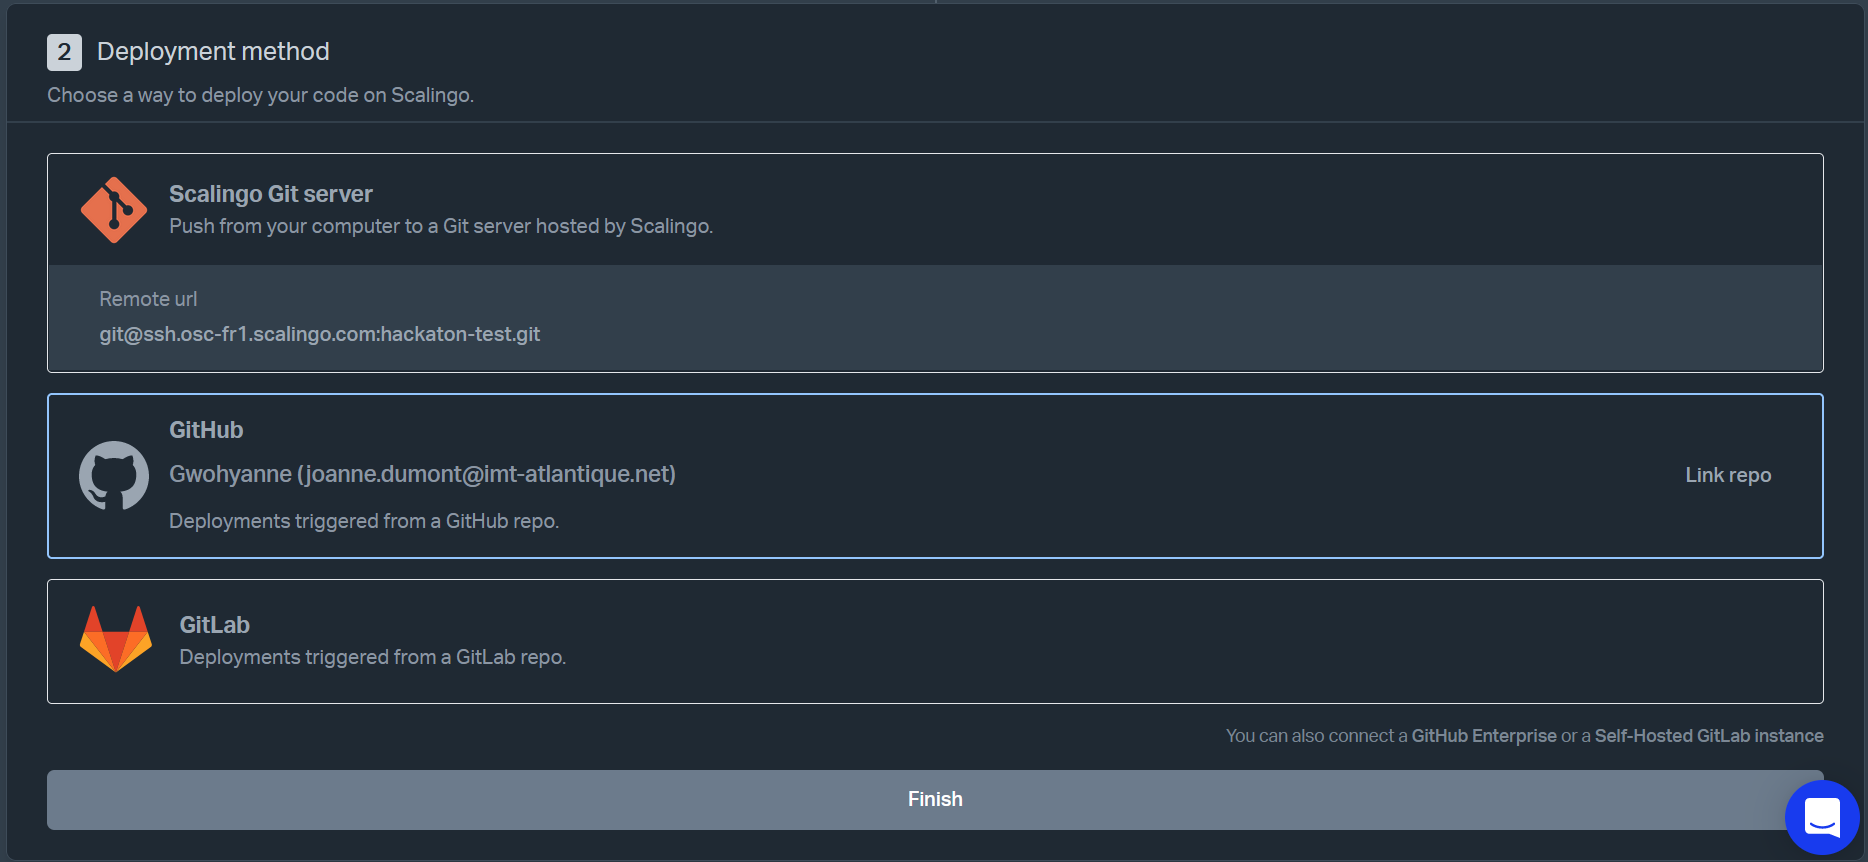 2 Deployment method
Choose a way to deploy your code on Scalingo.
Scalingo Git server
Push from your computer to a Git server hosted by Scalingo.
Remote url
git@ssh.osc-fr1.scalingo.com:hackaton-test.git
GitHub
Gwohyanne (joanne.dumont@imt-atlantique.net)
Link repo
Deployments triggered from a GitHub repo.
GitLab
Deployments triggered from a GitLab repo.
You can also connect a GitHub Enterprise or a Self-Hosted GitLab instance
Finish